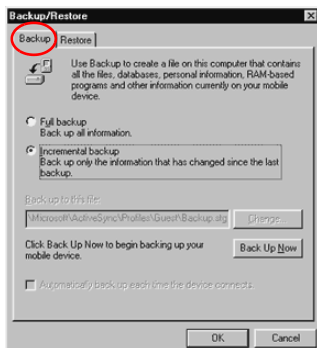 Backup/Restore
Backup
Restore
Use Backup to create a file on this computer that contains
all the files, databases, personal information, RAM-based
programs and other information currently on your mobile
device.
Full backup
Back up all information.
Incremental backup
Back up only the information that has changed since the last
backup.
Back up to this file:
\Microsoft\ActiveSync\Profiles\Guest\Backup.stg
Change...
Click Back Up Now to begin backing up your
mobile device.
Back Up Now
Automatically back up each time the device connects.
OK
Cancel